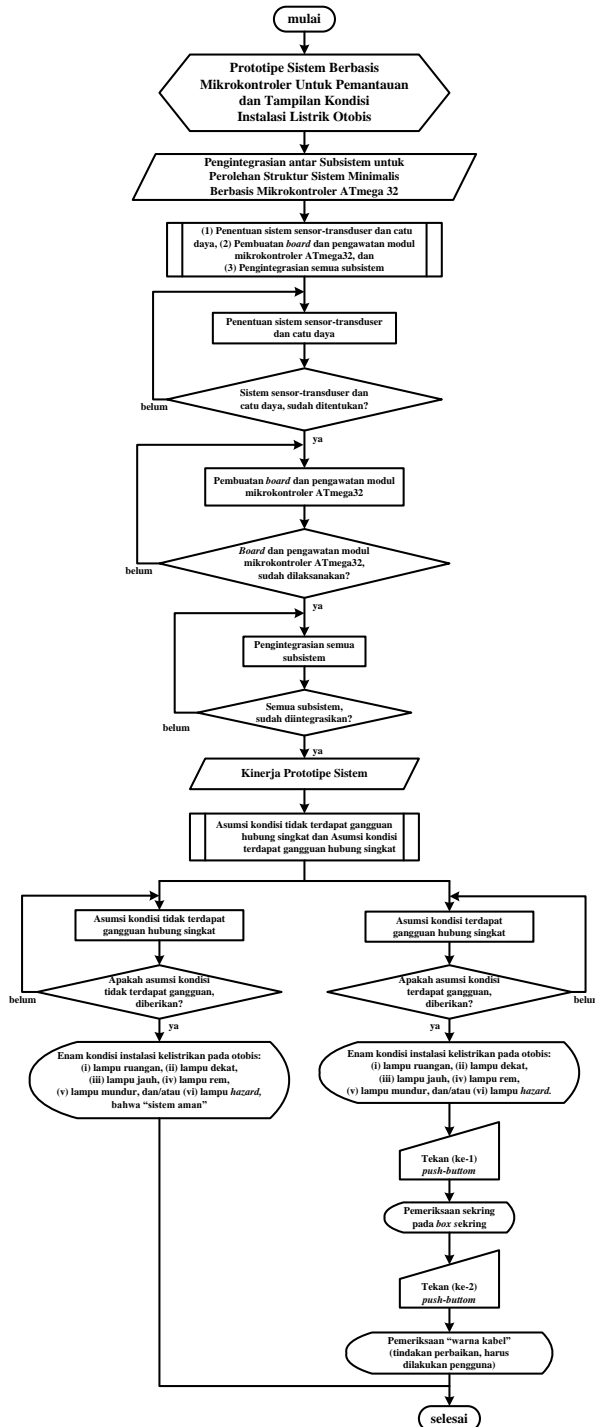 mulai
Prototipe Sistem Berbasis
Mikrokontroler Untuk Pemantauan
dan Tampilan Kondisi
Instalasi Listrik Otobis
Pengintegrasian antar Subsistem untuk
Perolehan Struktur Sistem Minimalis
Berbasis Mikrokontroler ATmega 32
(1) Penentuan sistem sensor-transduser dan catu
daya, (2) Pembuatan board dan pengawatan modul
mikrokontroler ATmega32, dan
(3) Pengintegrasian semua subsistem
Penentuan sistem sensor-transduser
dan catu daya
Sistem sensor-transduser dan
catu daya, sudah ditentukan?
belum
ya
Pembuatan board dan pengawatan modul
mikrokontroler ATmega32
Board dan pengawatan modul
mikrokontroler ATmega32,
sudah dilaksanakan?
belum
ya
Pengintegrasian semua
subsistem
Semua subsistem,
sudah diintegrasikan?
belum
ya
Kinerja Prototipe Sistem
Asumsi kondisi tidak terdapat gangguan
hubung singkat dan Asumsi kondisi
terdapat gangguan hubung singkat
Asumsi kondisi tidak terdapat
gangguan hubung singkat
Apakah asumsi kondisi
tidak terdapat gangguan,
diberikan?
belum
ya
Enam kondisi instalasi kelistrikan pada otobis:
(i) lampu ruangan, (ii) lampu dekat,
(iii) lampu jauh, (iv) lampu rem,
(v) lampu mundur, dan/atau (vi) lampu hazard,
bahwa “sistem aman”
Asumsi kondisi terdapat
gangguan hubung singkat
Apakah asumsi kondisi
terdapat gangguan,
diberikan?
belum
ya
Enam kondisi instalasi kelistrikan pada otobis:
(i) lampu ruangan, (ii) lampu dekat,
(iii) lampu jauh, (iv) lampu rem,
(v) lampu mundur, dan/atau (vi) lampu hazard.
Tekan (ke-1)
push-buttom
Pemeriksaan sekring
pada box sekring
Tekan (ke-2)
push-buttom
Pemeriksaan “warna kabel”
(tindakan perbaikan, harus
dilakukan pengguna)
selesai